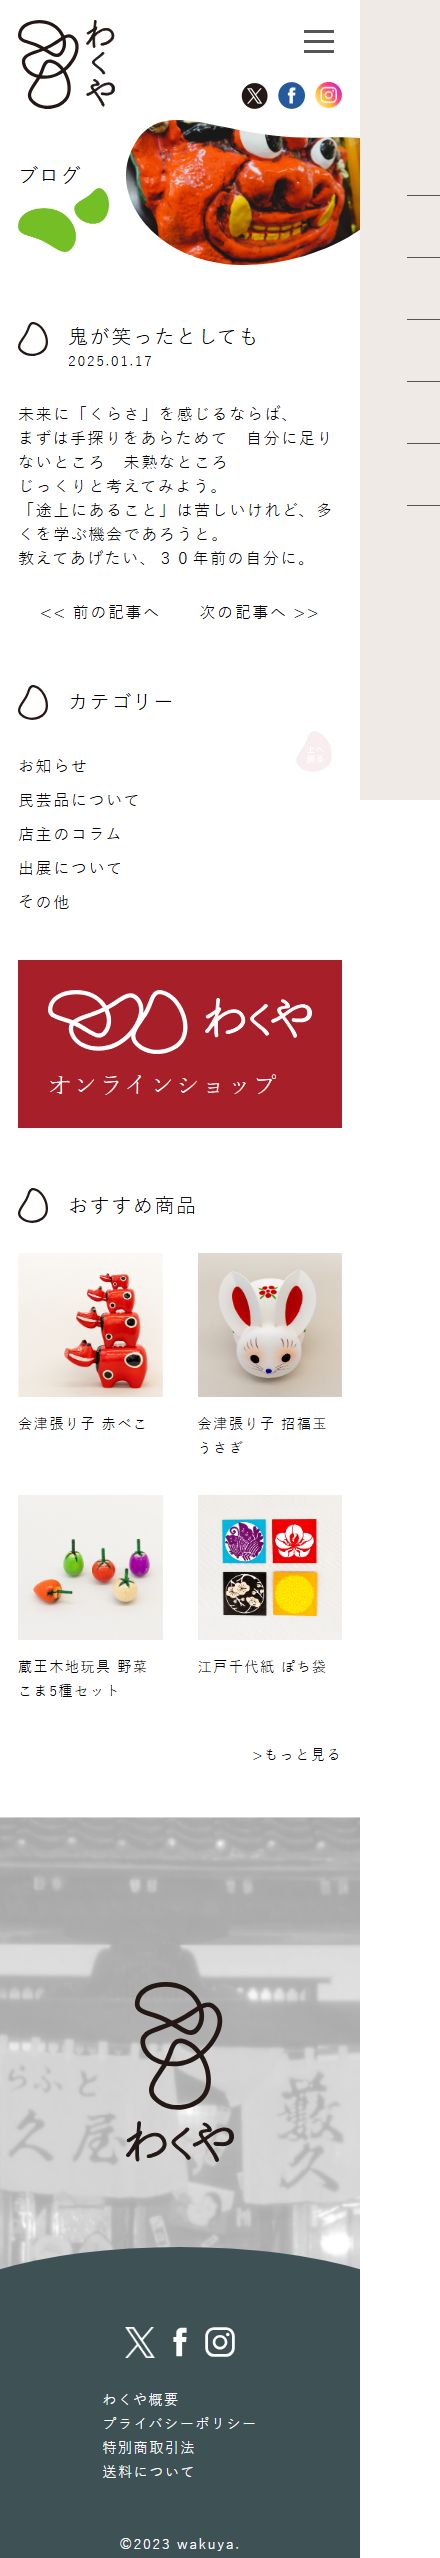 わくや
ブログ
鬼が笑ったとしても
2025.01.17
未来に「くらさ」を感じるならば、
まずは手探りをあらためて　自分に足り
ないところ　未熟なところ
じっくりと考えてみよう。
「途上にあること」は苦しいけれど、多
くを学ぶ機会であろうと。
教えてあげたい、３０年前の自分に。
<< 前の記事へ　　次の記事へ >>
カテゴリー
上へ
戻る
お知らせ
民芸品について
店主のコラム
出展について
その他
わくや
オンラインショップ
おすすめ商品
会津張り子 赤べこ
会津張り子 招福玉
うさぎ
蔵王木地玩具 野菜
こま5種セット
江戸千代紙 ぽち袋
>もっと見る
らふと
久屋
藪久
わくや
わくや概要
プライバシーポリシー
特別商取引法
送料について
©2023 wakuya.